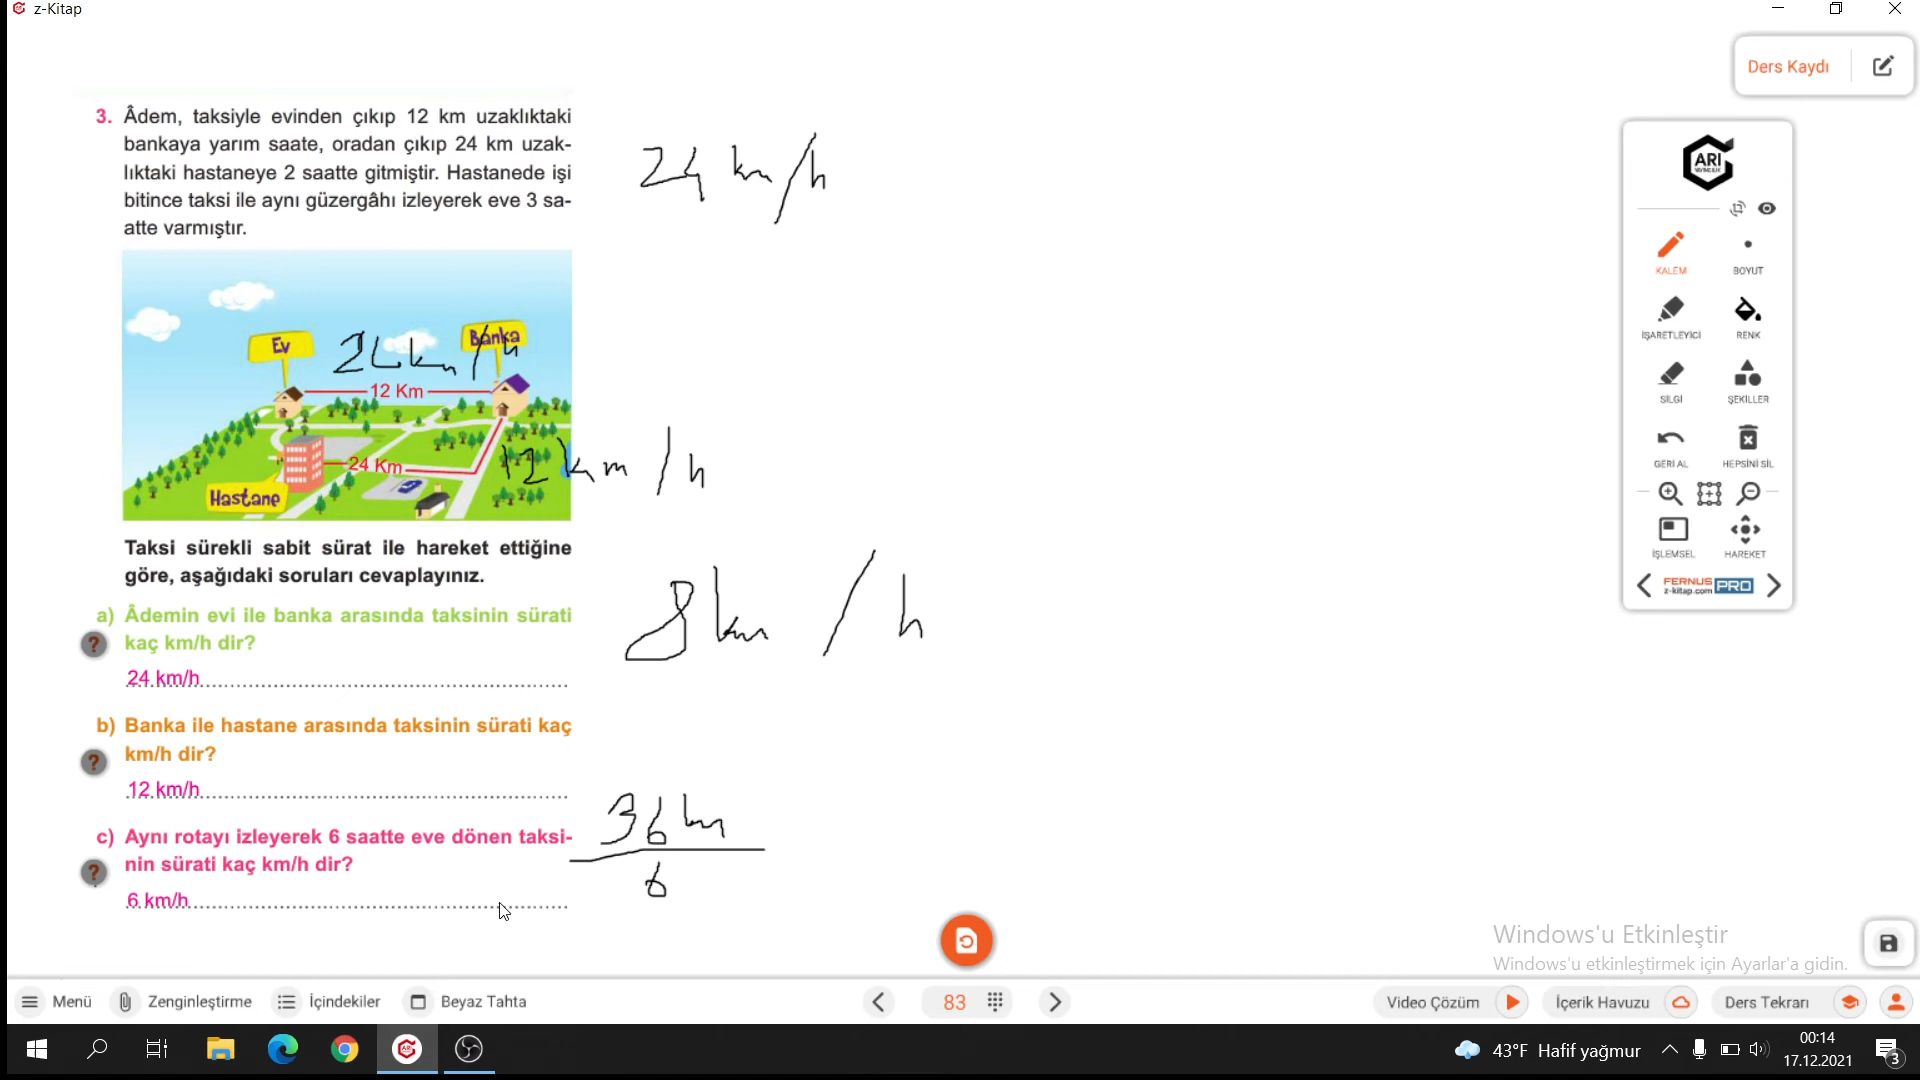 z-Kitap
Ders Kaydı
3. Âdem, taksiyle evinden çıkıp 12 km uzaklıktaki
bankaya yarım saate, oradan çıkıp 24 km uzak-
lıktaki hastaneye 2 saatte gitmiştir. Hastanede işi
bitince taksi ile aynı güzergâhı izleyerek eve 3 sa-
atte varmıştır.
24 km/h
Ev
24 km/h
Banka
12 Km
24 Km
12 km/h
Hastane
Taksi sürekli sabit sürat ile hareket ettiğine
göre, aşağıdaki soruları cevaplayınız.
8 km/h
a) Âdemin evi ile banka arasında taksinin sürati
kaç km/h dir?
24 km/h
b) Banka ile hastane arasında taksinin sürati kaç
km/h dir?
12 km/h
36 km
6
c) Aynı rotayı izleyerek 6 saatte eve dönen taksi-
nin sürati kaç km/h dir?
6 km/h
ARI
YAYINCILIK
KALEM BOYUT
İŞARETLEYİCİ RENK
SİLGİ ŞEKİLLER
GERİ AL HEPSİNİ SİL
İŞLEMSEL HAREKET
FERNUS PRO
z-kitap.com
Windows'u Etkinleştir
Windows'u etkinleştirmek için Ayarlar'a gidin.
Menü Zenginleştirme İçindekiler Beyaz Tahta 83 Video Çözüm İçerik Havuzu Ders Tekrarı
43°F Hafif yağmur 00:14
17.12.2021
3